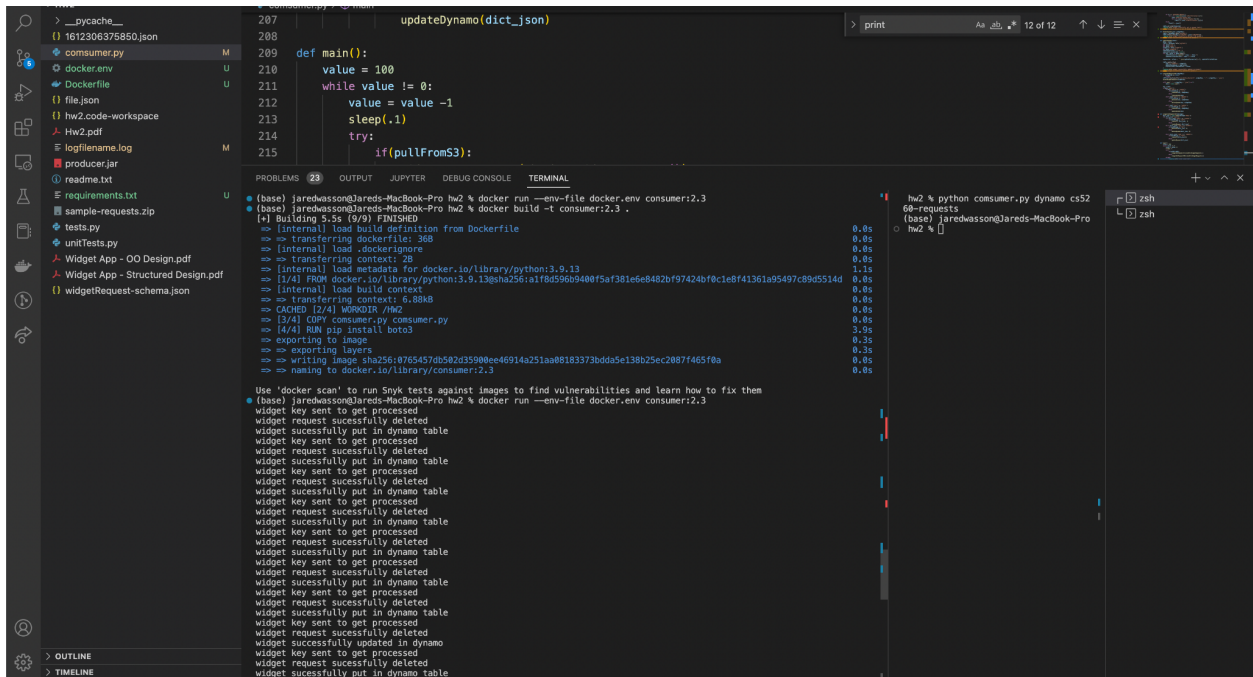 HW2
__pycache__
1612306375850.json
comsumer.py M
docker.env U
Dockerfile U
file.json
hw2.code-workspace
Hw2.pdf
logfilename.log M
producer.jar
readme.txt
requirements.txt U
sample-requests.zip
tests.py
unitTests.py
Widget App - OO Design.pdf
Widget App - Structured Design.pdf
widgetRequest-schema.json
OUTLINE
TIMELINE
5
comsumer.py > main
207 updateDynamo(dict_json)
208
209 def main():
210 value = 100
211 while value != 0:
212 value = value -1
213 sleep(.1)
214 try:
215 if(pullFromS3):
print Aa ab, .* 12 of 12
PROBLEMS 23 OUTPUT JUPYTER DEBUG CONSOLE TERMINAL
(base) jaredwasson@Jareds-MacBook-Pro hw2 % docker run --env-file docker.env consumer:2.3
(base) jaredwasson@Jareds-MacBook-Pro hw2 % docker build -t consumer:2.3 .
[+] Building 5.5s (9/9) FINISHED
=> [internal] load build definition from Dockerfile 0.0s
=> => transferring dockerfile: 36B 0.0s
=> [internal] load .dockerignore 0.0s
=> => transferring context: 2B 0.0s
=> [internal] load metadata for docker.io/library/python:3.9.13 1.1s
=> [1/4] FROM docker.io/library/python:3.9.13@sha256:a1f8d596b9400f5af381e6e8482bf97424bf0c1e8f41361a95497c89d5514d 0.0s
=> [internal] load build context 0.0s
=> => transferring context: 6.88kB 0.0s
=> CACHED [2/4] WORKDIR /HW2 0.0s
=> [3/4] COPY comsumer.py comsumer.py 0.0s
=> [4/4] RUN pip install boto3 3.9s
=> exporting to image 0.3s
=> => exporting layers 0.3s
=> => writing image sha256:0765457db502d35900ee46914a251aa08183373bdda5e138b25ec2087f465f0a 0.0s
=> => naming to docker.io/library/consumer:2.3 0.0s
Use 'docker scan' to run Snyk tests against images to find vulnerabilities and learn how to fix them
(base) jaredwasson@Jareds-MacBook-Pro hw2 % docker run --env-file docker.env consumer:2.3
widget key sent to get processed
widget request sucessfully deleted
widget sucessfully put in dynamo table
widget key sent to get processed
widget request sucessfully deleted
widget sucessfully put in dynamo table
widget key sent to get processed
widget request sucessfully deleted
widget sucessfully put in dynamo table
widget key sent to get processed
widget request sucessfully deleted
widget sucessfully put in dynamo table
widget key sent to get processed
widget request sucessfully deleted
widget sucessfully put in dynamo table
widget key sent to get processed
widget request sucessfully deleted
widget sucessfully put in dynamo table
widget key sent to get processed
widget request sucessfully deleted
widget sucessfully put in dynamo table
widget key sent to get processed
widget request sucessfully deleted
widget successfully updated in dynamo
widget key sent to get processed
widget request sucessfully deleted
widget sucessfully put in dynamo table
hw2 % python comsumer.py dynamo cs52
60-requests
(base) jaredwasson@Jareds-MacBook-Pro
hw2 %
zsh
zsh